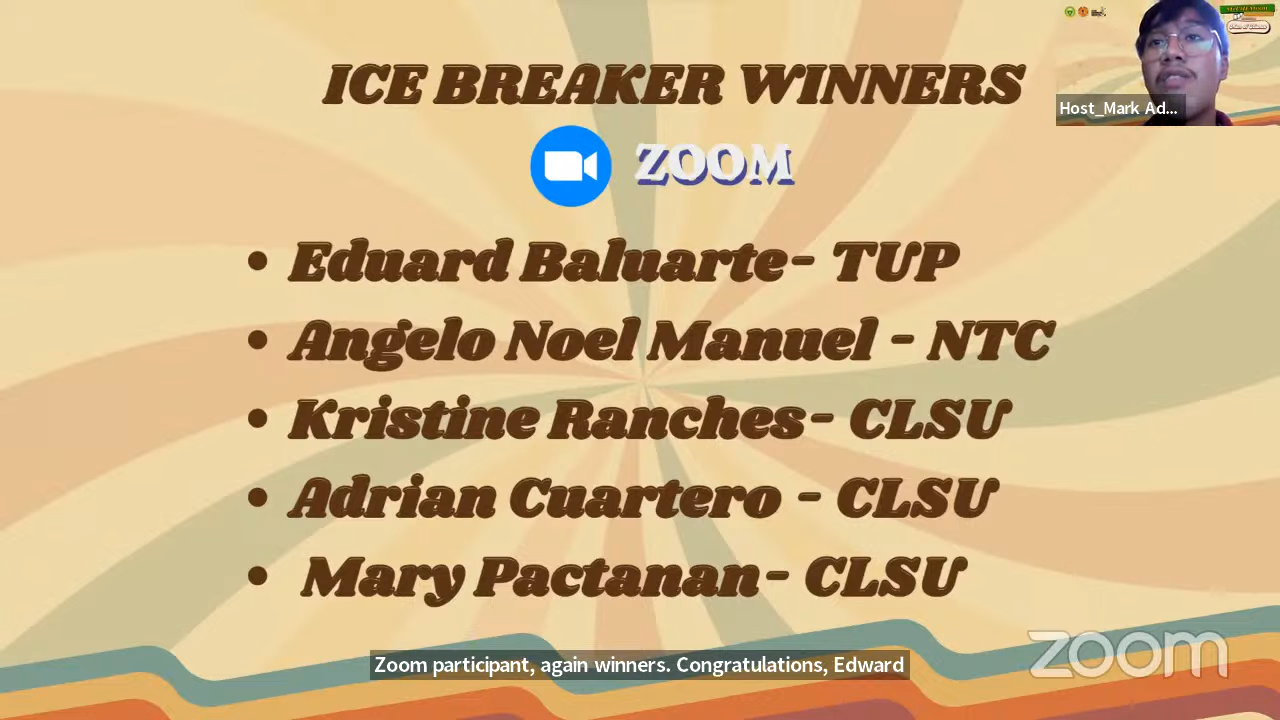 ICE BREAKER WINNERS
ZOOM
• Eduard Baluarte- TUP
• Angelo Noel Manuel - NTC
• Kristine Ranches- CLSU
• Adrian Cuartero - CLSU
• Mary Pactanan- CLSU
Host_Mark Ad...
zoom
Zoom participant, again winners. Congratulations, Edward